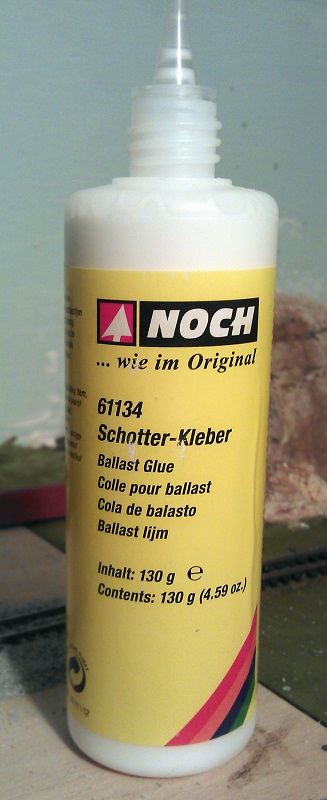 NOCH
... wie im Original
61134
Schotter-Kleber
Ballast Glue
Colle pour ballast
Cola de balasto
Ballast lijm
Inhalt: 130 g e
Contents: 130 g (4.59 oz.)